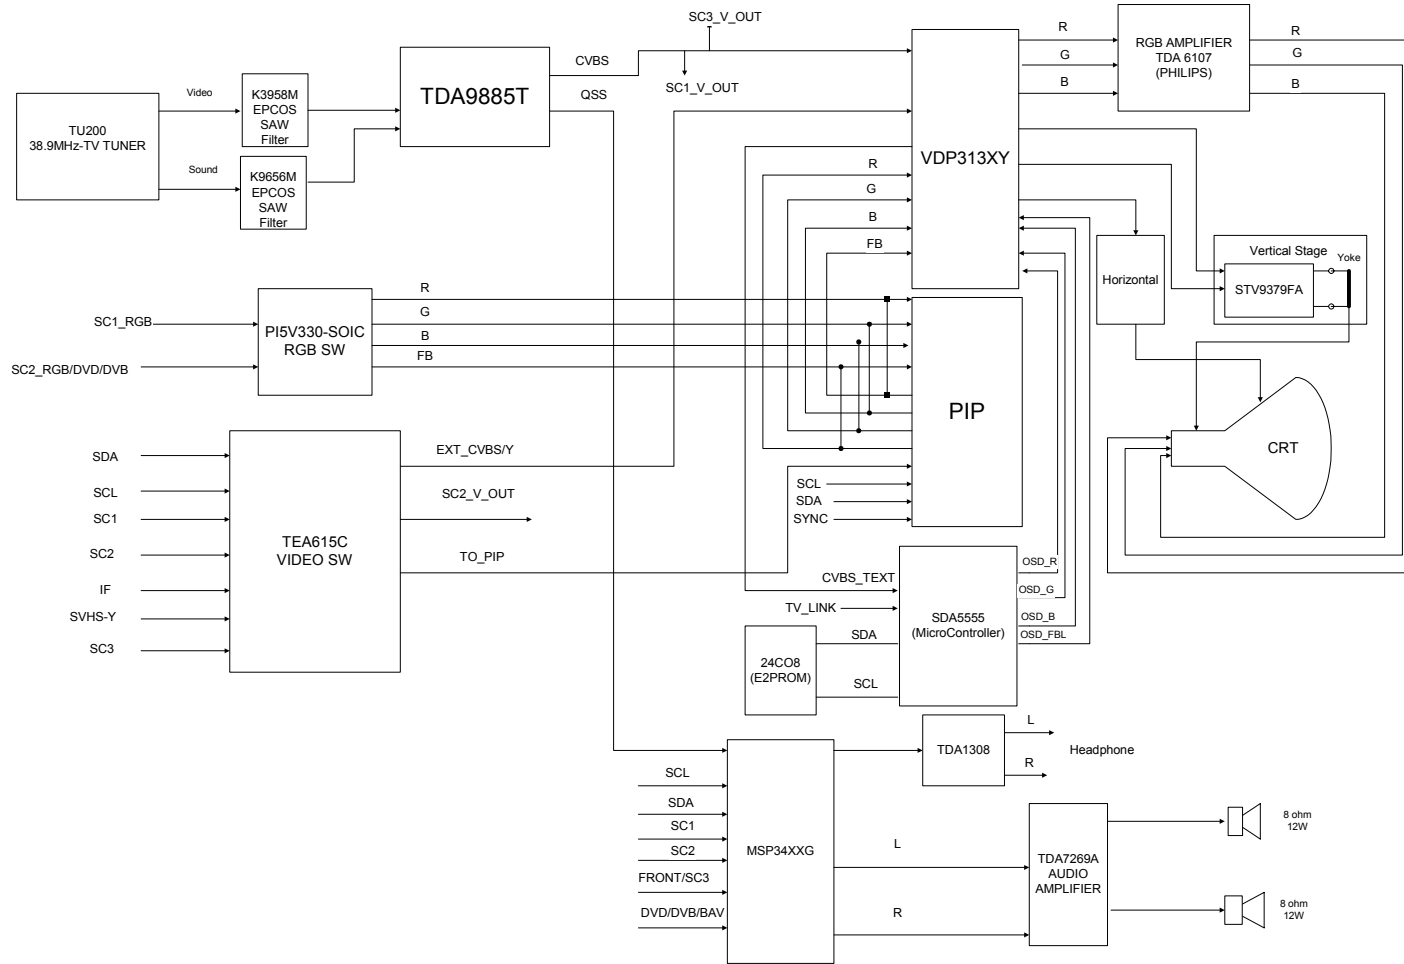 SC3_V_OUT
CVBS
SC1_V_OUT
QSS
TDA9885T
Video
K3958M
EPCOS
SAW
Filter
TU200
38.9MHz-TV TUNER
Sound
K9656M
EPCOS
SAW
Filter
VDP313XY
R
G
B
FB
R
G
B
RGB AMPLIFIER
TDA 6107
(PHILIPS)
R
G
B
Horizontal
Vertical Stage
Yoke
STV9379FA
CRT
SC1_RGB
SC2_RGB/DVD/DVB
PI5V330-SOIC
RGB SW
R
G
B
FB
PIP
SCL
SDA
SYNC
SDA
SCL
SC1
SC2
IF
SVHS-Y
SC3
TEA615C
VIDEO SW
EXT_CVBS/Y
SC2_V_OUT
TO_PIP
CVBS_TEXT
TV_LINK
SDA
SCL
24CO8
(E2PROM)
SDA5555
(MicroController)
OSD_R
OSD_G
OSD_B
OSD_FBL
TDA1308
L
R
Headphone
SCL
SDA
SC1
SC2
FRONT/SC3
DVD/DVB/BAV
MSP34XXG
L
R
TDA7269A
AUDIO
AMPLIFIER
8 ohm
12W
8 ohm
12W